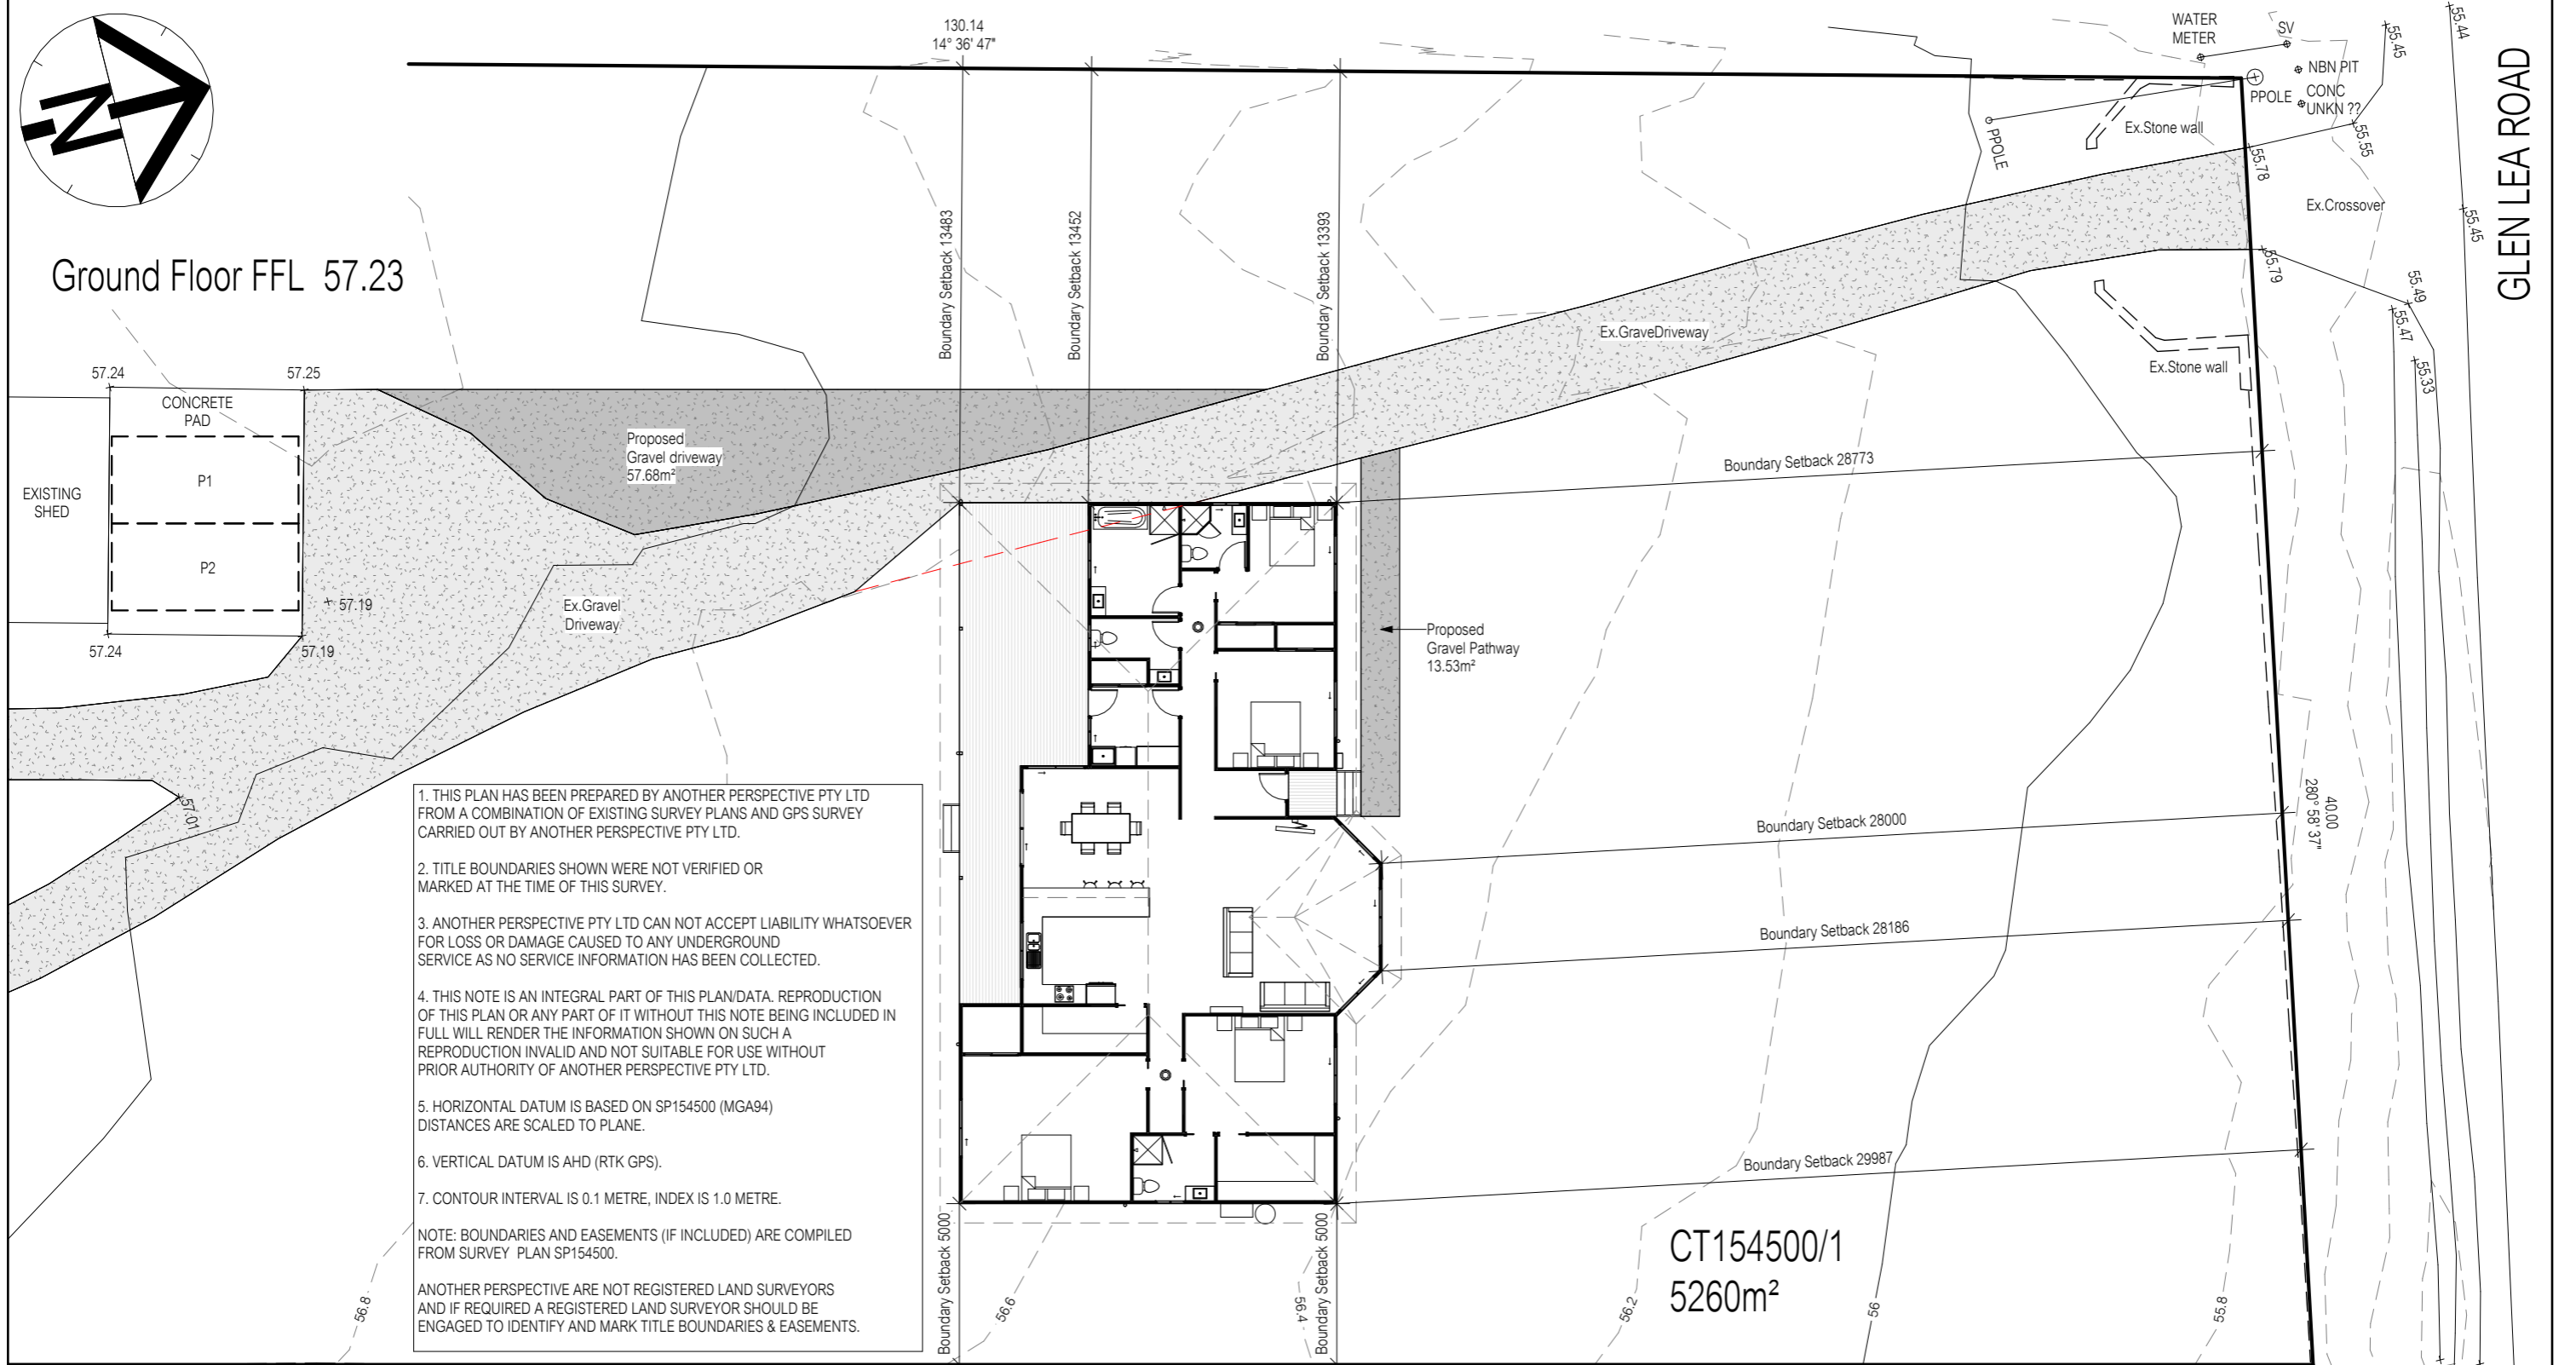 130.14
14° 36' 47"
WATER
METER
SV
NBN PIT
PPOLE
CONC
UNKN ??
PPOLE
Ex.Stone wall
55.44
55.45
55.55
55.78
Ex.Crossover
55.45
55.79
55.49
55.47
55.33
GLEN LEA ROAD
N
Ground Floor FFL 57.23
Boundary Setback 13483
Boundary Setback 13452
Boundary Setback 13393
Ex.GraveDriveway
Ex.Stone wall
57.24
57.25
CONCRETE
PAD
EXISTING
SHED
P1
P2
57.24
57.19
57.19
57.01
Proposed
Gravel driveway
57.68m²
Ex.Gravel
Driveway
Boundary Setback 28773
Proposed
Gravel Pathway
13.53m²
Boundary Setback 28000
Boundary Setback 28186
Boundary Setback 29987
40.00
280° 58' 37"
1. THIS PLAN HAS BEEN PREPARED BY ANOTHER PERSPECTIVE PTY LTD
FROM A COMBINATION OF EXISTING SURVEY PLANS AND GPS SURVEY
CARRIED OUT BY ANOTHER PERSPECTIVE PTY LTD.
2. TITLE BOUNDARIES SHOWN WERE NOT VERIFIED OR
MARKED AT THE TIME OF THIS SURVEY.
3. ANOTHER PERSPECTIVE PTY LTD CAN NOT ACCEPT LIABILITY WHATSOEVER
FOR LOSS OR DAMAGE CAUSED TO ANY UNDERGROUND
SERVICE AS NO SERVICE INFORMATION HAS BEEN COLLECTED.
4. THIS NOTE IS AN INTEGRAL PART OF THIS PLAN/DATA. REPRODUCTION
OF THIS PLAN OR ANY PART OF IT WITHOUT THIS NOTE BEING INCLUDED IN
FULL WILL RENDER THE INFORMATION SHOWN ON SUCH A
REPRODUCTION INVALID AND NOT SUITABLE FOR USE WITHOUT
PRIOR AUTHORITY OF ANOTHER PERSPECTIVE PTY LTD.
5. HORIZONTAL DATUM IS BASED ON SP154500 (MGA94)
DISTANCES ARE SCALED TO PLANE.
6. VERTICAL DATUM IS AHD (RTK GPS).
7. CONTOUR INTERVAL IS 0.1 METRE, INDEX IS 1.0 METRE.
NOTE: BOUNDARIES AND EASEMENTS (IF INCLUDED) ARE COMPILED
FROM SURVEY PLAN SP154500.
ANOTHER PERSPECTIVE ARE NOT REGISTERED LAND SURVEYORS
AND IF REQUIRED A REGISTERED LAND SURVEYOR SHOULD BE
ENGAGED TO IDENTIFY AND MARK TITLE BOUNDARIES & EASEMENTS.
Boundary Setback 5000
Boundary Setback 5000
CT154500/1
5260m²
56.8
56.6
56.4
56.2
56
55.8